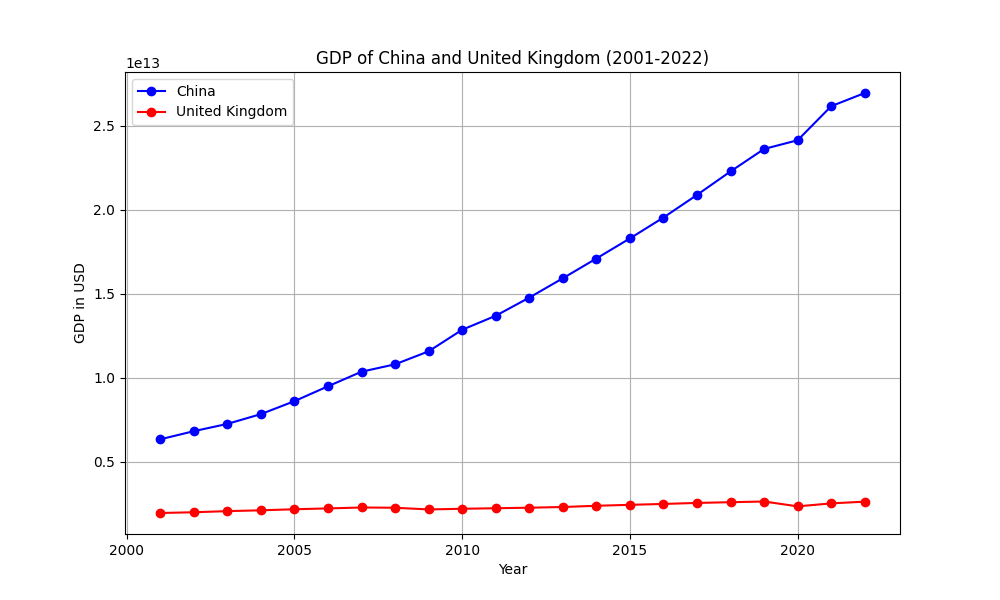 GDP of China and United Kingdom (2001-2022)
1e13
China
United Kingdom
2.5
2.0
1.5
1.0
0.5
GDP in USD
2000 2005 2010 2015 2020
Year